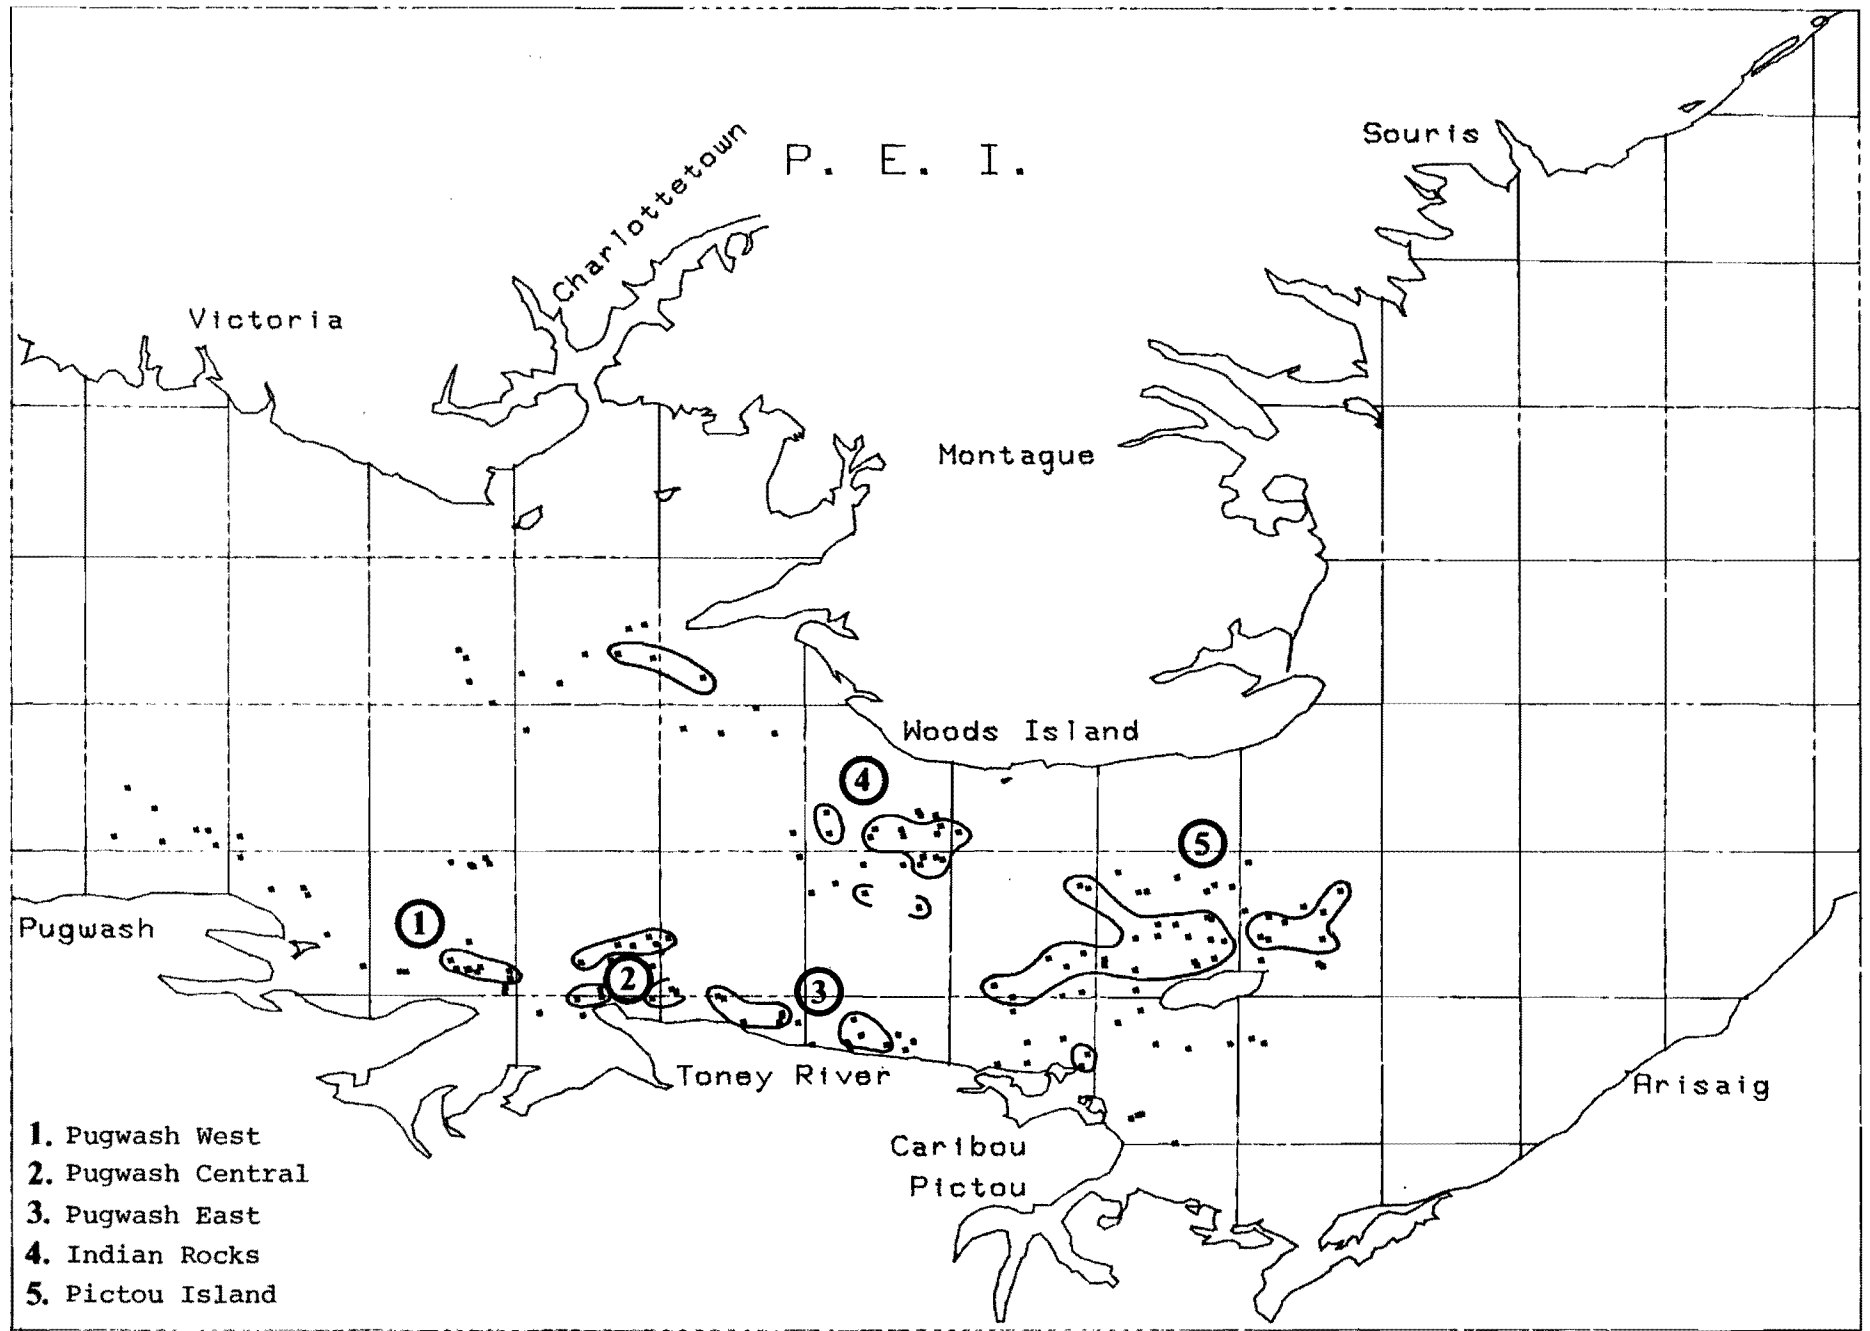 Souris
P. E. I.
Charlottetown
Victoria
Montague
Woods Island
4
5
1
Pugwash
2
3
Toney River
Arisaig
Caribou
Pictou
1. Pugwash West
2. Pugwash Central
3. Pugwash East
4. Indian Rocks
5. Pictou Island